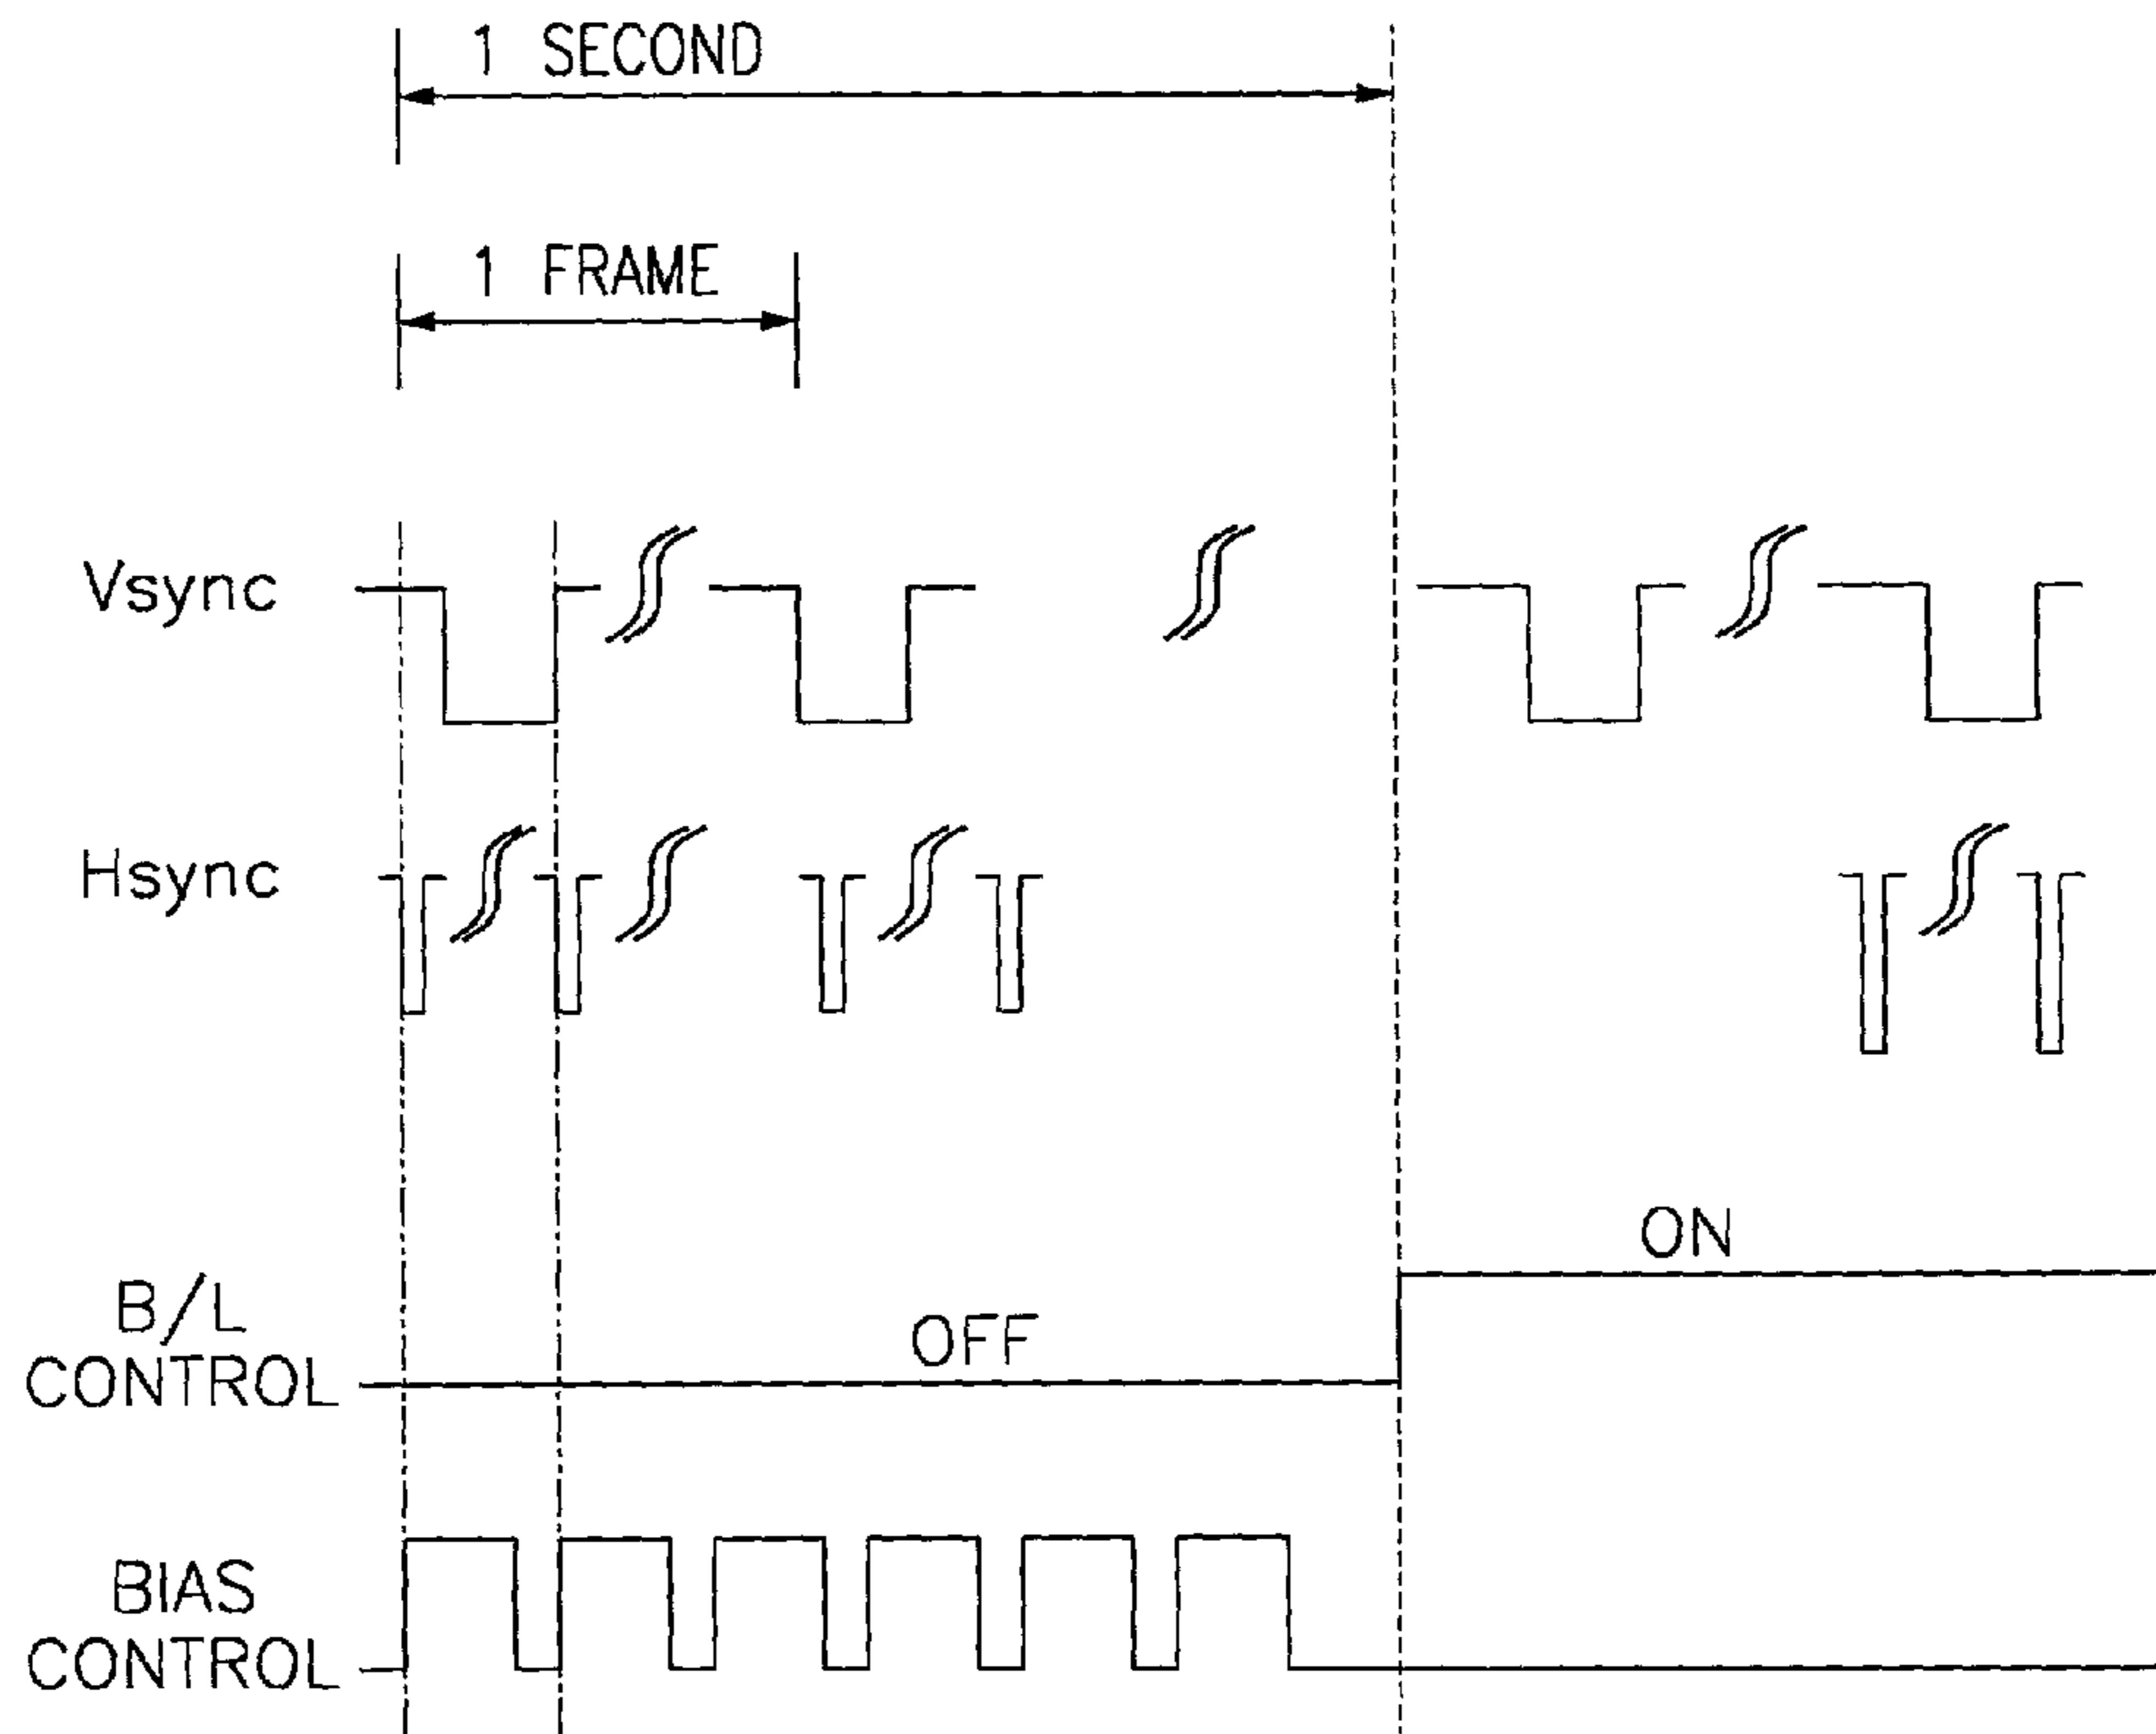 1 SECOND
1 FRAME
Vsync
Hsync
ON
B/L
CONTROL
OFF
BIAS
CONTROL